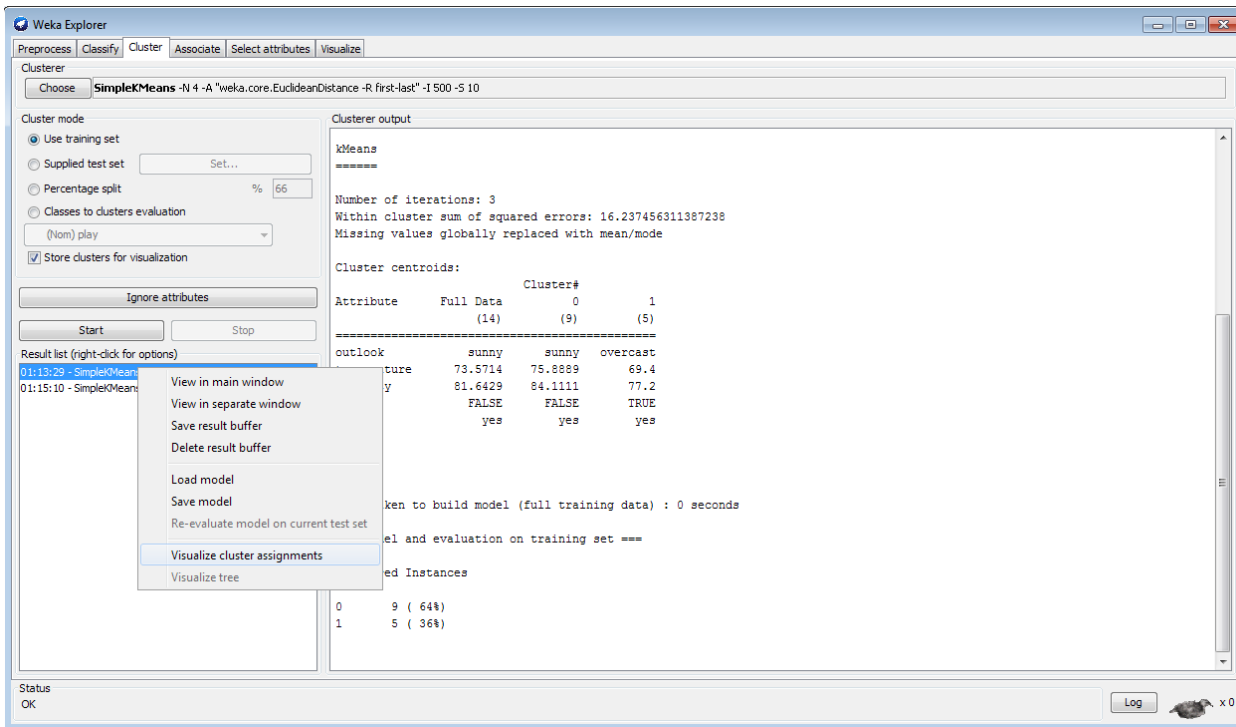 Weka Explorer
Preprocess Classify Cluster Associate Select attributes Visualize
Clusterer
Choose SimpleKMeans -N 4 -A "weka.core.EuclideanDistance -R first-last" -I 500 -S 10
Cluster mode
Use training set
Supplied test set Set...
Percentage split % 66
Classes to clusters evaluation
(Nom) play
Store clusters for visualization
Ignore attributes
Start Stop
Result list (right-click for options)
01:13:29 - SimpleKMean
01:15:10 - SimpleKMean
View in main window
View in separate window
Save result buffer
Delete result buffer
Load model
Save model
Re-evaluate model on current test set
Visualize cluster assignments
Visualize tree
Clusterer output
kMeans
======
Number of iterations: 3
Within cluster sum of squared errors: 16.237456311387238
Missing values globally replaced with mean/mode
Cluster centroids:
Cluster#
Attribute Full Data 0 1
(14) (9) (5)
==============================================
outlook sunny sunny overcast
ture 73.5714 75.8889 69.4
y 81.6429 84.1111 77.2
FALSE FALSE TRUE
yes yes yes
ken to build model (full training data) : 0 seconds
el and evaluation on training set ===
ed Instances
0 9 ( 64%)
1 5 ( 36%)
Status
OK
Log x 0